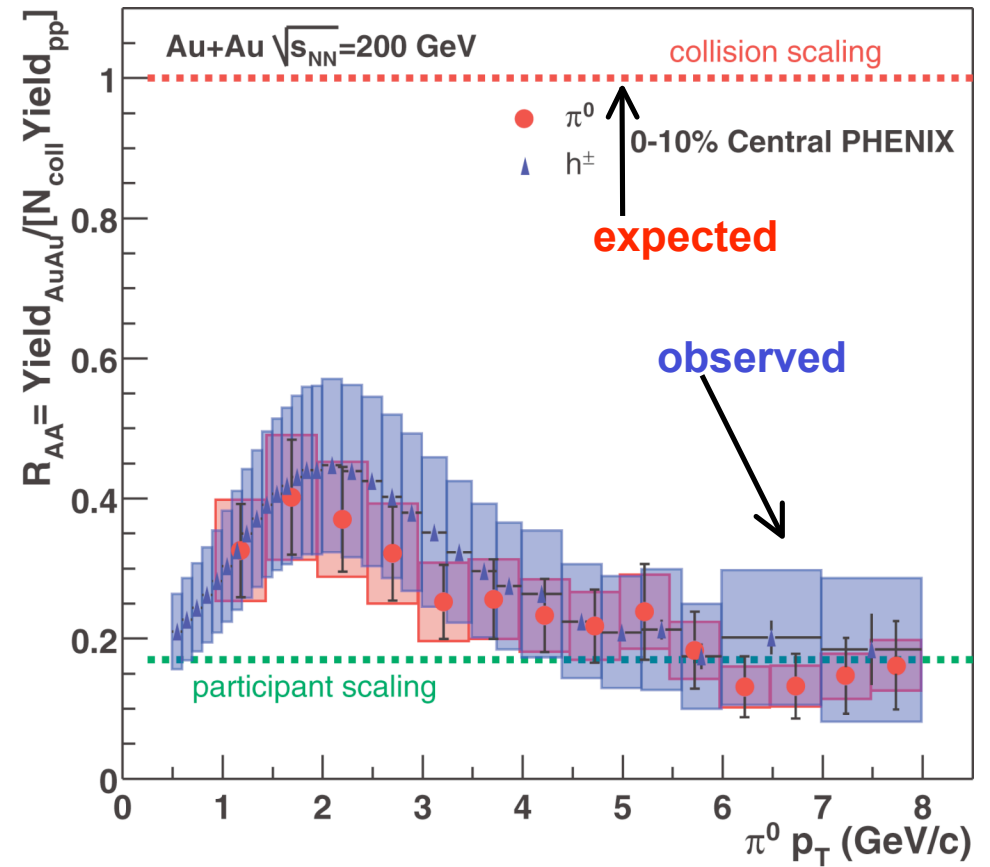 Au+Au √sNN=200 GeV
collision scaling
π⁰
h±
0-10% Central PHENIX
expected
observed
participant scaling
RAA= YieldAuAu/[Ncoll Yieldpp]
1
0.8
0.6
0.4
0.2
0
0 1 2 3 4 5 6 7 8
π⁰ pT (GeV/c)